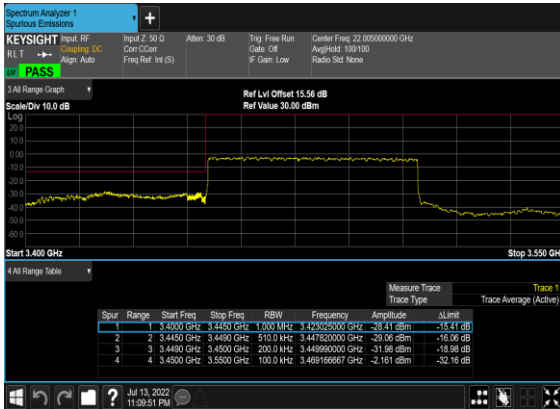 Spectrum Analyzer 1
Spurious Emissions
+
KEYSIGHT Input: RF Input Z: 50 Ω Atten: 30 dB Trig: Free Run Center Freq: 22.005000000 GHz
RLT Coupling: DC Corr CCorr Gate: Off Avg|Hold: 100/100
Align: Auto Freq Ref: Int (S) IF Gain: Low Radio Std: None
LXI PASS
3 All Range Graph
Ref Lvl Offset 15.56 dB
Scale/Div 10.0 dB Ref Value 30.00 dBm
Log
20.0
10.0
0.00
-10.0
-20.0
-30.0
-40.0
-50.0
-60.0
Start 3.400 GHz Stop 3.550 GH
4 All Range Table
Measure Trace Trace 1
Trace Type Trace Average (Active)
Spur Range Start Freq Stop Freq RBW Frequency Amplitude ΔLimit
1 1 3.4000 GHz 3.4450 GHz 1.000 MHz 3.423025000 GHz -28.41 dBm -15.41 dB
2 2 3.4450 GHz 3.4490 GHz 510.0 kHz 3.447820000 GHz -29.06 dBm -16.06 dB
3 3 3.4490 GHz 3.4500 GHz 200.0 kHz 3.449990000 GHz -31.98 dBm -18.98 dB
4 4 3.4500 GHz 3.5500 GHz 100.0 kHz 3.469166667 GHz -2.161 dBm -32.16 dB
? Jul 13, 2022
11:09:51 PM